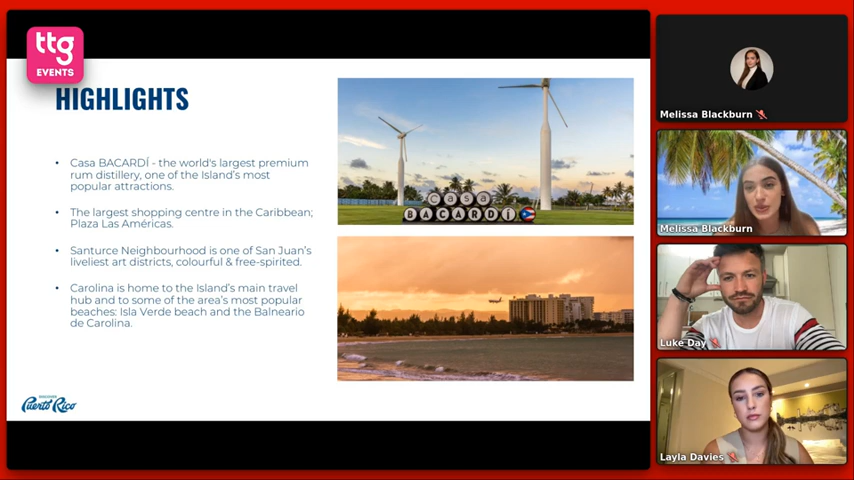 ttg
EVENTS
HIGHLIGHTS
• Casa BACARDÍ - the world's largest premium
rum distillery, one of the Island's most
popular attractions.
• The largest shopping centre in the Caribbean;
Plaza Las Américas.
• Santurce Neighbourhood is one of San Juan's
liveliest art districts, colourful & free-spirited.
• Carolina is home to the Island's main travel
hub and to some of the area's most popular
beaches: Isla Verde beach and the Balneario
de Carolina.
casa
BACARDÍ
Puerto Rico
Melissa Blackburn
Melissa Blackburn
Luke Day
Layla Davies